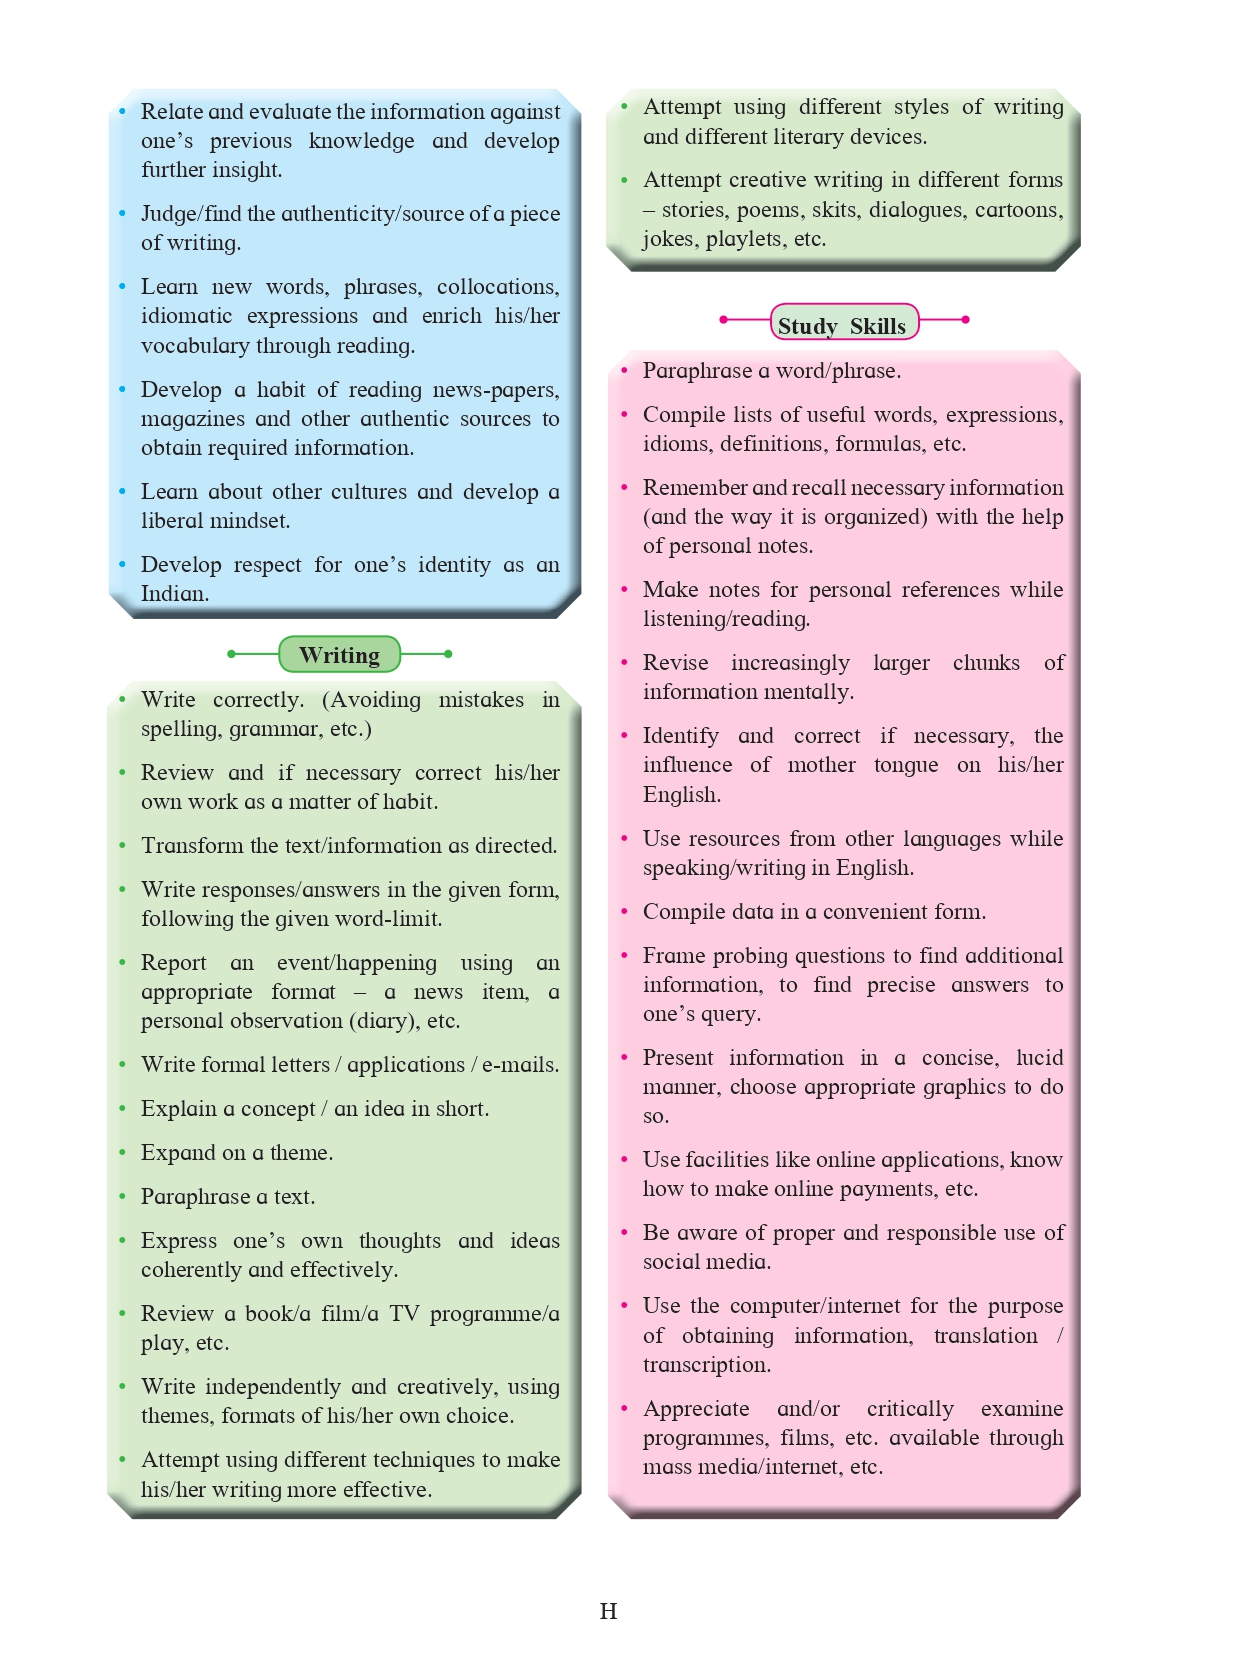 • Relate and evaluate the information against
one’s previous knowledge and develop
further insight.
• Judge/find the authenticity/source of a piece
of writing.
• Learn new words, phrases, collocations,
idiomatic expressions and enrich his/her
vocabulary through reading.
• Develop a habit of reading news-papers,
magazines and other authentic sources to
obtain required information.
• Learn about other cultures and develop a
liberal mindset.
• Develop respect for one’s identity as an
Indian.
Writing
• Write correctly. (Avoiding mistakes in
spelling, grammar, etc.)
• Review and if necessary correct his/her
own work as a matter of habit.
• Transform the text/information as directed.
• Write responses/answers in the given form,
following the given word-limit.
• Report an event/happening using an
appropriate format – a news item, a
personal observation (diary), etc.
• Write formal letters / applications / e-mails.
• Explain a concept / an idea in short.
• Expand on a theme.
• Paraphrase a text.
• Express one’s own thoughts and ideas
coherently and effectively.
• Review a book/a film/a TV programme/a
play, etc.
• Write independently and creatively, using
themes, formats of his/her own choice.
• Attempt using different techniques to make
his/her writing more effective.
• Attempt using different styles of writing
and different literary devices.
• Attempt creative writing in different forms
– stories, poems, skits, dialogues, cartoons,
jokes, playlets, etc.
Study Skills
• Paraphrase a word/phrase.
• Compile lists of useful words, expressions,
idioms, definitions, formulas, etc.
• Remember and recall necessary information
(and the way it is organized) with the help
of personal notes.
• Make notes for personal references while
listening/reading.
• Revise increasingly larger chunks of
information mentally.
• Identify and correct if necessary, the
influence of mother tongue on his/her
English.
• Use resources from other languages while
speaking/writing in English.
• Compile data in a convenient form.
• Frame probing questions to find additional
information, to find precise answers to
one’s query.
• Present information in a concise, lucid
manner, choose appropriate graphics to do
so.
• Use facilities like online applications, know
how to make online payments, etc.
• Be aware of proper and responsible use of
social media.
• Use the computer/internet for the purpose
of obtaining information, translation /
transcription.
• Appreciate and/or critically examine
programmes, films, etc. available through
mass media/internet, etc.
H